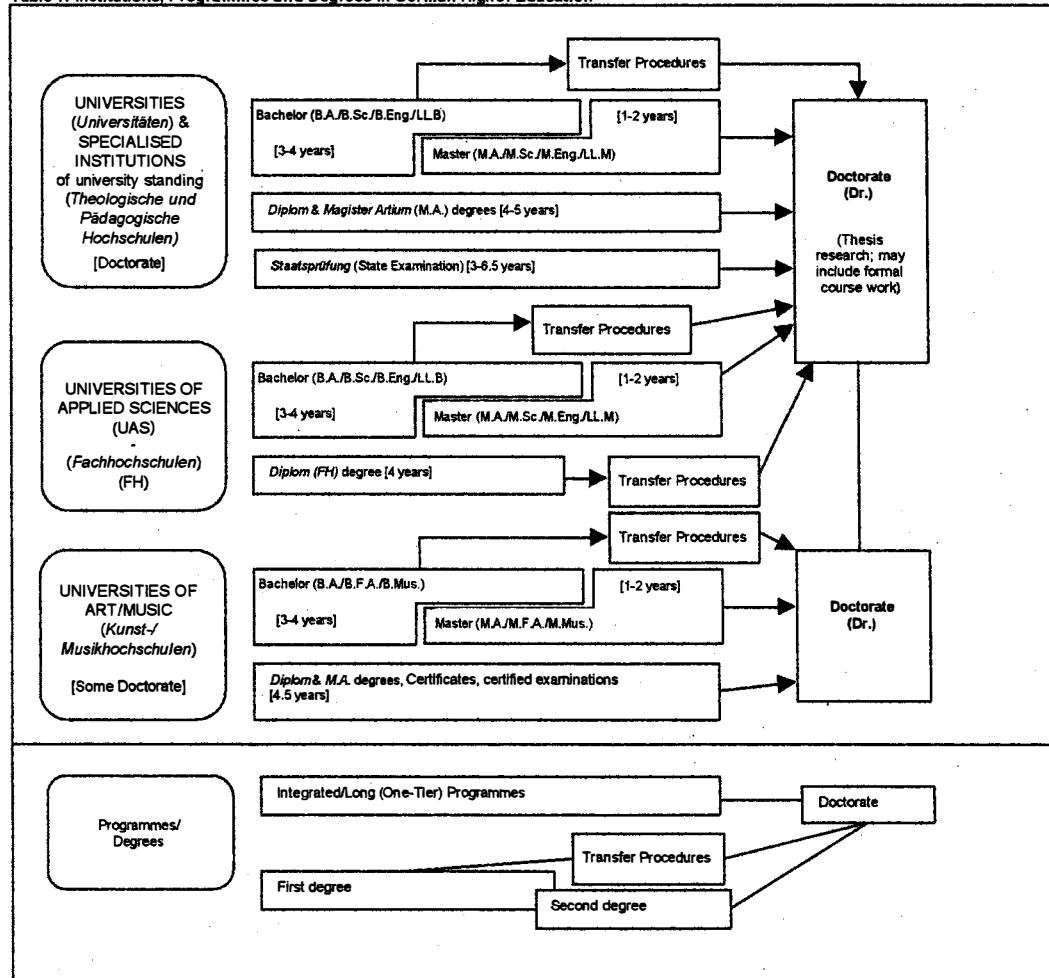 Table 1: Institutions, Programmes and Degrees in German Higher Education
Transfer Procedures
UNIVERSITIES
(Universitäten) &
SPECIALISED
INSTITUTIONS
of university standing
(Theologische und
Pädagogische
Hochschulen)
[Doctorate]
Bachelor (B.A./B.Sc./B.Eng./LL.B)
[3-4 years]
[1-2 years]
Master (M.A./M.Sc./M.Eng./LL.M)
Diplom & Magister Artium (M.A.) degrees [4-5 years]
Staatsprüfung (State Examination) [3-6.5 years]
Doctorate
(Dr.)
(Thesis
research; may
include formal
course work)
Transfer Procedures
UNIVERSITIES OF
APPLIED SCIENCES
(UAS)
-
(Fachhochschulen)
(FH)
Bachelor (B.A./B.Sc./B.Eng./LL.B)
[3-4 years]
[1-2 years]
Master (M.A./M.Sc./M.Eng./LL.M)
Diplom (FH) degree [4 years]
Transfer Procedures
Transfer Procedures
UNIVERSITIES OF
ART/MUSIC
(Kunst-/
Musikhochschulen)
[Some Doctorate]
Bachelor (B.A./B.F.A./B.Mus.)
[3-4 years]
[1-2 years]
Master (M.A./M.F.A./M.Mus.)
Diplom & M.A. degrees, Certificates, certified examinations
[4.5 years]
Doctorate
(Dr.)
Programmes/
Degrees
Integrated/Long (One-Tier) Programmes
Doctorate
Transfer Procedures
First degree
Second degree